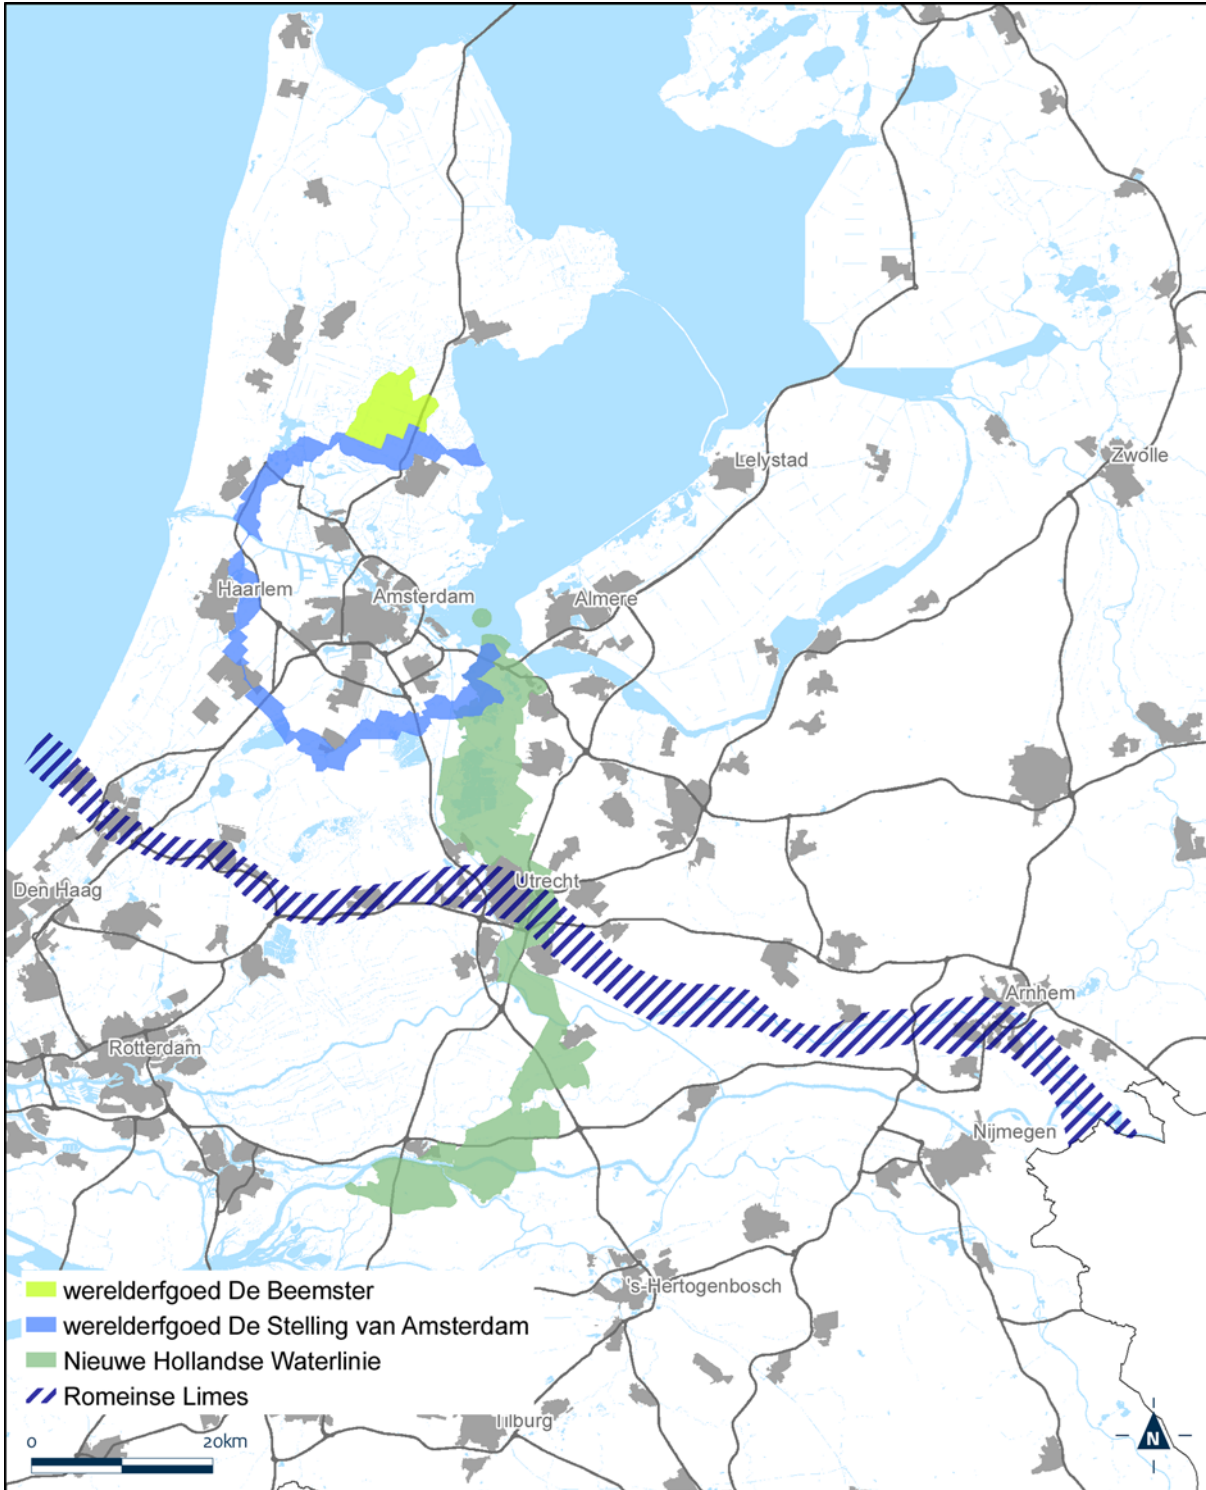 Lelystad
Zwolle
Haarlem
Amsterdam
Almere
Utrecht
Den Haag
Arnhem
Rotterdam
Nijmegen
's-Hertogenbosch
werelderfgoed De Beemster
werelderfgoed De Stelling van Amsterdam
Nieuwe Hollandse Waterlinie
Romeinse Limes
Tilburg
0 20km
N